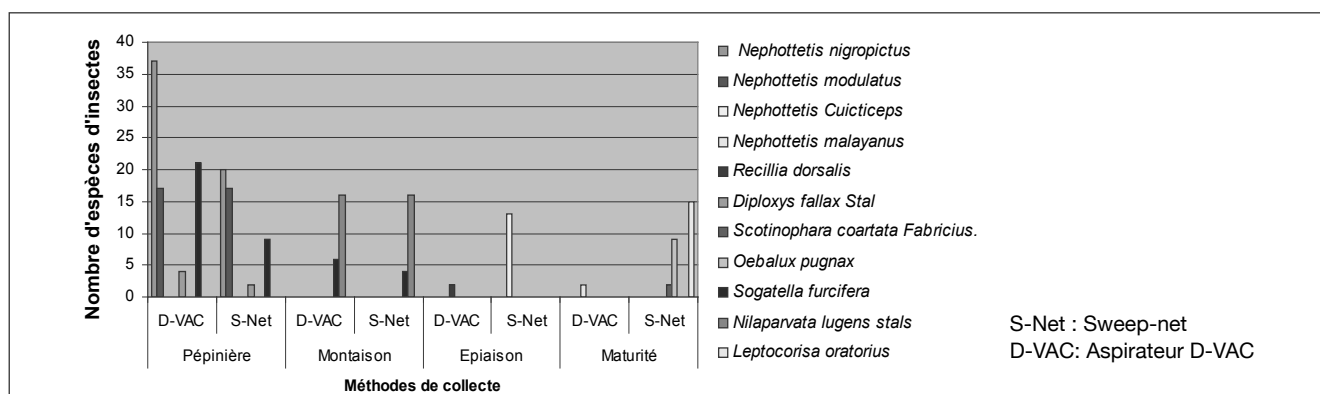 Nombre d'espèces d'insectes
40
35
30
25
20
15
10
5
0
D-VAC S-Net D-VAC S-Net D-VAC S-Net D-VAC S-Net
Pépinière Montaison Epiaison Maturité
Méthodes de collecte
Nephottetis nigropictus
Nephottetis modulatus
Nephottetis Cuicticeps
Nephottetis malayanus
Recillia dorsalis
Diploxys fallax Stal
Scotinophara coartata Fabricius.
Oebalux pugnax
Sogatella furcifera
Nilaparvata lugens stals
Leptocorisa oratorius
S-Net : Sweep-net
D-VAC: Aspirateur D-VAC